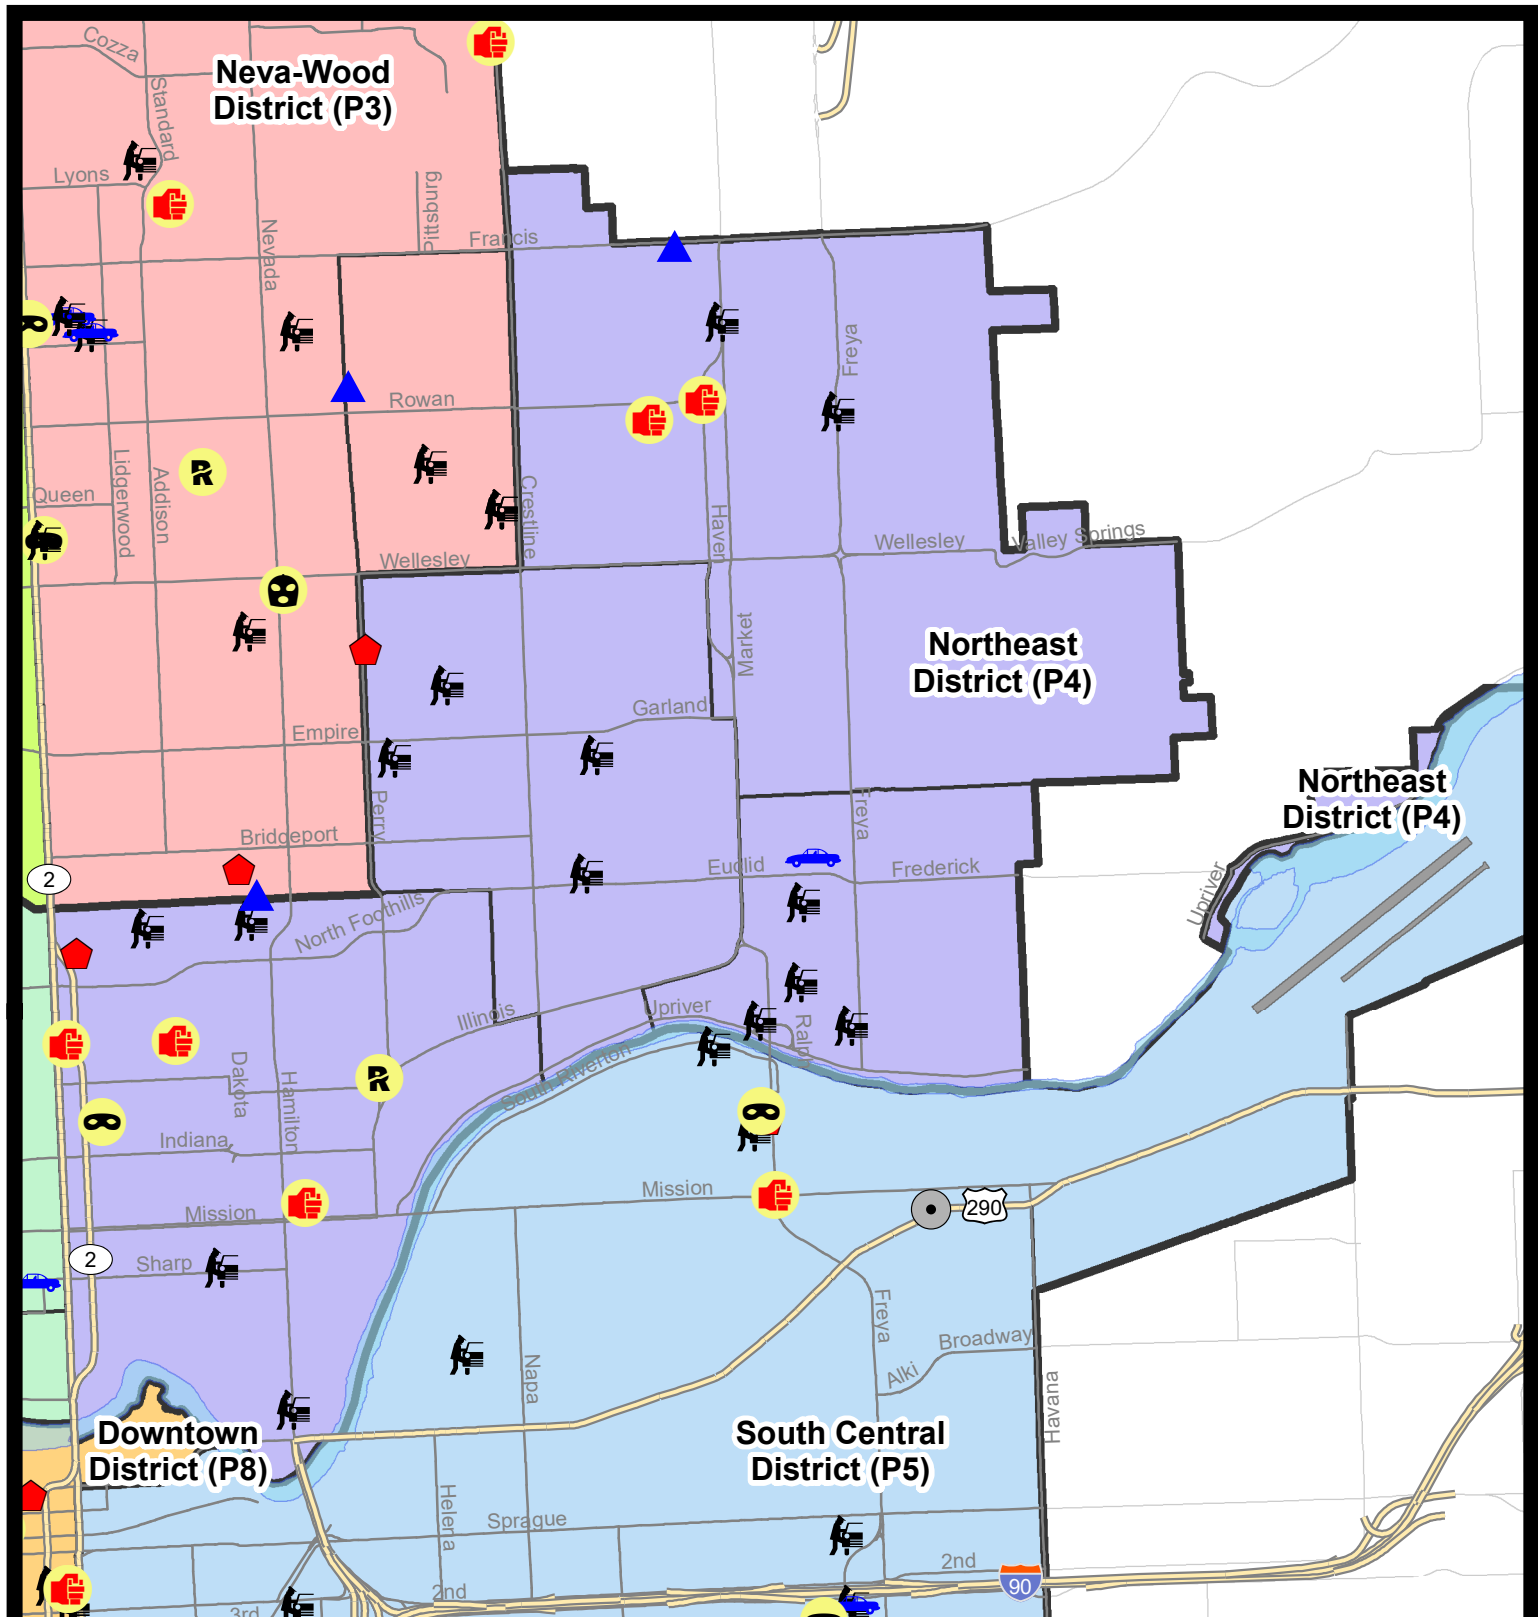 Cozza
Neva-Wood
District (P3)
Standard
Lyons
Pittsburg
Nevada
Francis
Freya
Rowan
Queen
Lidgerwood
Addison
Crestline
Haven
Wellesley
Wellesley
Valley Springs
Market
Northeast
District (P4)
Garland
Empire
Perry
Freya
Northeast
District (P4)
Bridgeport
Euclid
Frederick
2
Upriver
North Foothills
Illinois
Upriver
Ralph
South Riverton
Dakota
Hamilton
Indiana
Mission
Mission
290
2
Sharp
Freya
Broadway
Alki
Napa
Havana
Downtown
District (P8)
South Central
District (P5)
Helena
Sprague
2nd
2nd
90
3rd
R
R